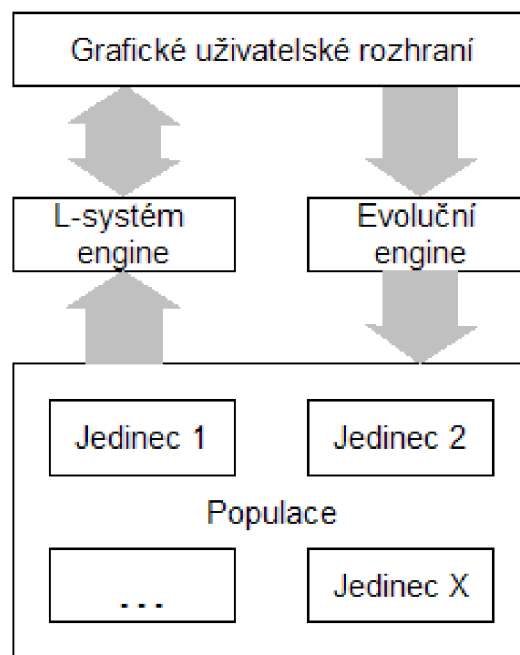 Grafické uživatelské rozhraní
L-systém
engine
Evoluční
engine
Jedinec 1
Jedinec 2
Populace
...
Jedinec X